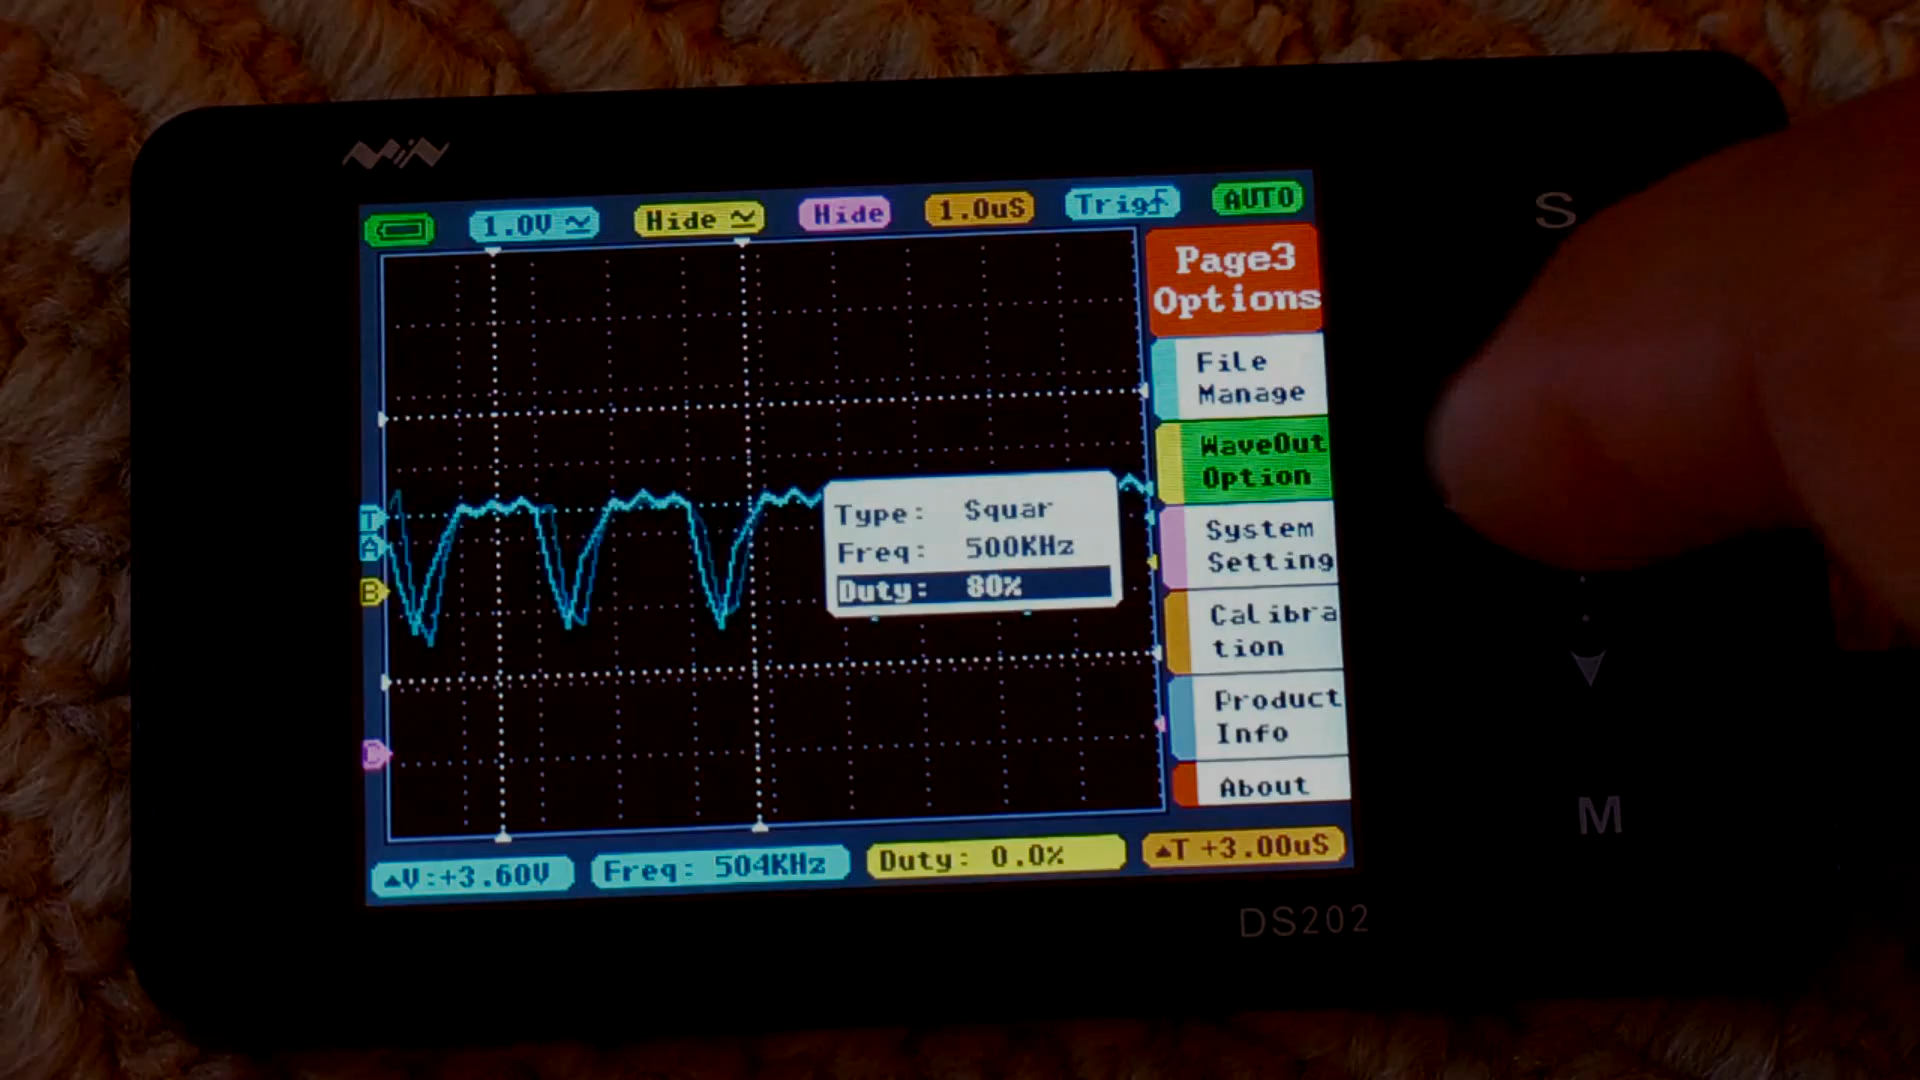 MiN
1.0V Hide Hide 1.0uS Trig AUTO
Page3
Options
File
Manage
WaveOut
Option
System
Setting
Calibra
tion
Product
Info
About
Type: Squar
Freq: 500KHz
Duty: 80%
T
A
B
D
▲V:+3.60V Freq: 504KHz Duty: 0.0% ▲T +3.00uS
DS202
S
M